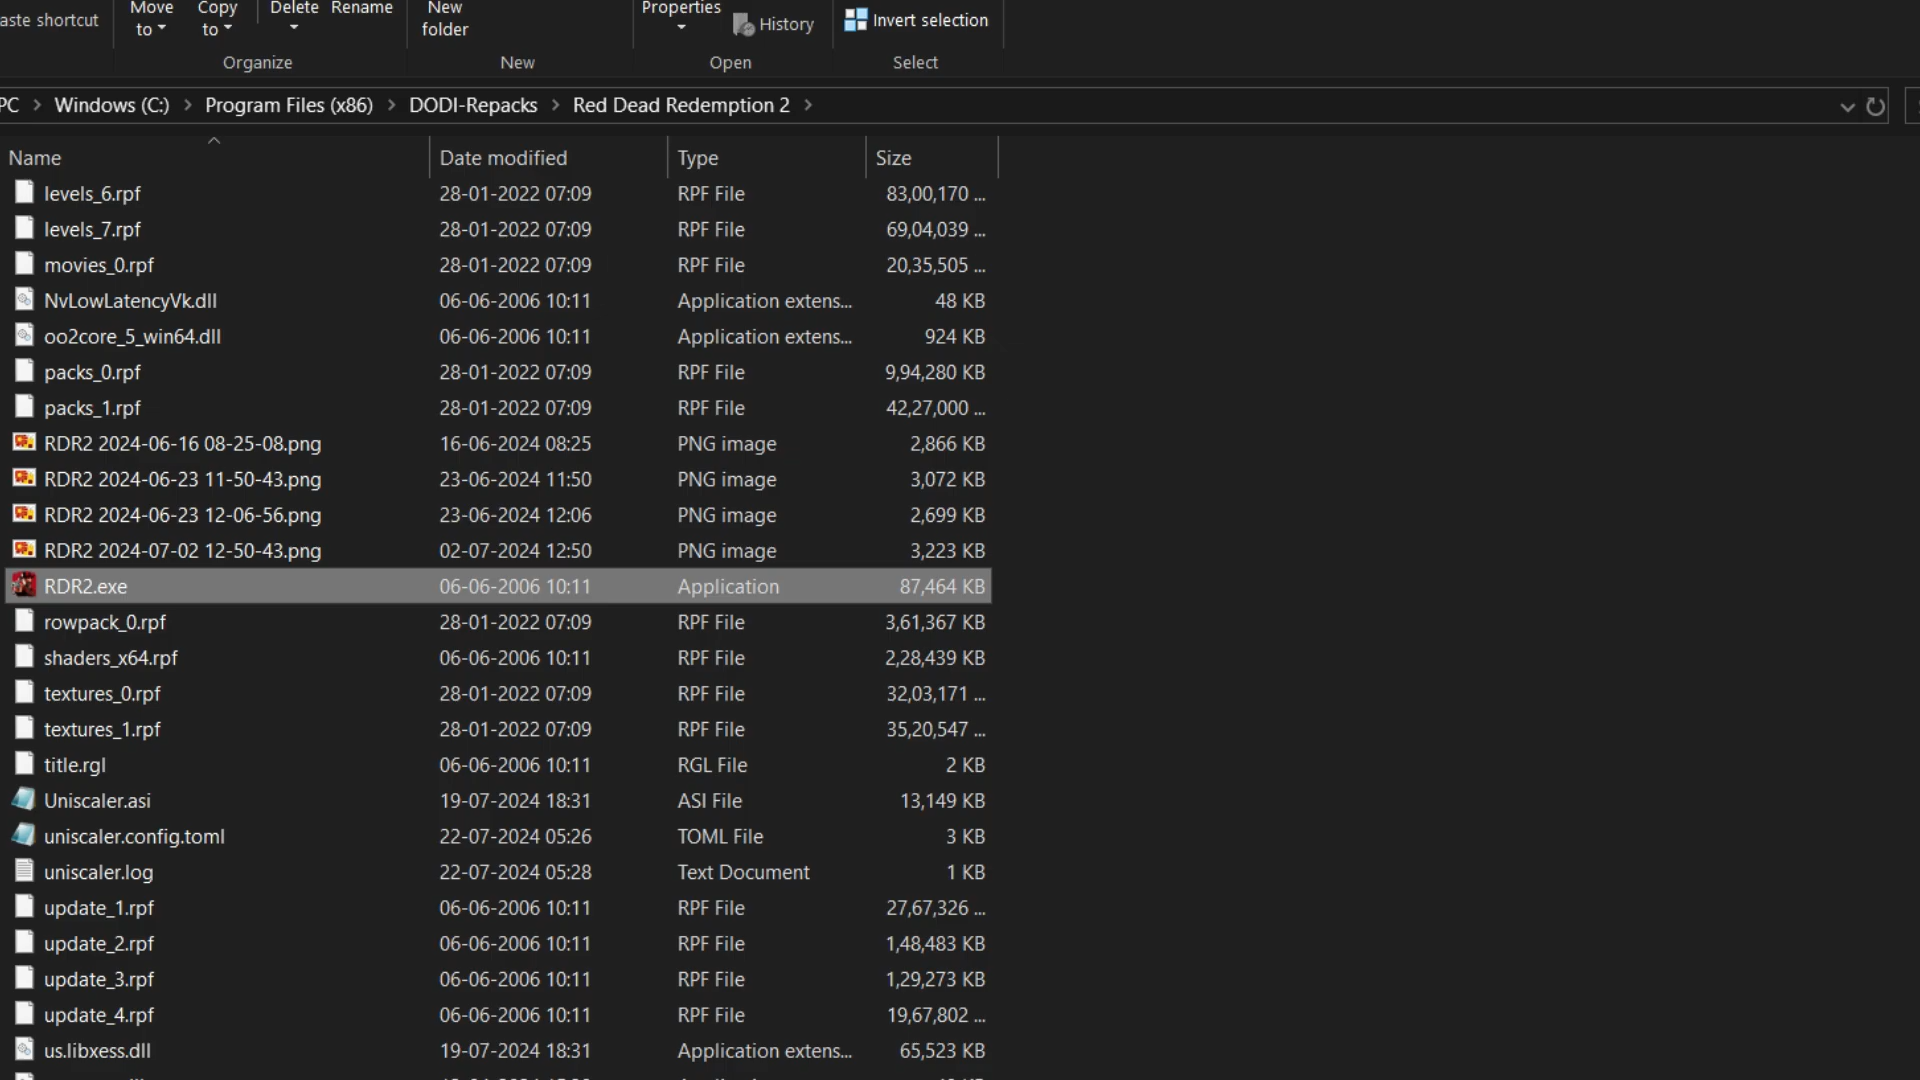 aste shortcut
Move to
Copy to
Delete
Rename
New folder
Properties
History
Invert selection
Organize
New
Open
Select
PC > Windows (C:) > Program Files (x86) > DODI-Repacks > Red Dead Redemption 2 >
Name Date modified Type Size
levels_6.rpf 28-01-2022 07:09 RPF File 83,00,170 ...
levels_7.rpf 28-01-2022 07:09 RPF File 69,04,039 ...
movies_0.rpf 28-01-2022 07:09 RPF File 20,35,505 ...
NvLowLatencyVk.dll 06-06-2006 10:11 Application extens... 48 KB
oo2core_5_win64.dll 06-06-2006 10:11 Application extens... 924 KB
packs_0.rpf 28-01-2022 07:09 RPF File 9,94,280 KB
packs_1.rpf 28-01-2022 07:09 RPF File 42,27,000 ...
RDR2 2024-06-16 08-25-08.png 16-06-2024 08:25 PNG image 2,866 KB
RDR2 2024-06-23 11-50-43.png 23-06-2024 11:50 PNG image 3,072 KB
RDR2 2024-06-23 12-06-56.png 23-06-2024 12:06 PNG image 2,699 KB
RDR2 2024-07-02 12-50-43.png 02-07-2024 12:50 PNG image 3,223 KB
RDR2.exe 06-06-2006 10:11 Application 87,464 KB
rowpack_0.rpf 28-01-2022 07:09 RPF File 3,61,367 KB
shaders_x64.rpf 06-06-2006 10:11 RPF File 2,28,439 KB
textures_0.rpf 28-01-2022 07:09 RPF File 32,03,171 ...
textures_1.rpf 28-01-2022 07:09 RPF File 35,20,547 ...
title.rgl 06-06-2006 10:11 RGL File 2 KB
Uniscaler.asi 19-07-2024 18:31 ASI File 13,149 KB
uniscaler.config.toml 22-07-2024 05:26 TOML File 3 KB
uniscaler.log 22-07-2024 05:28 Text Document 1 KB
update_1.rpf 06-06-2006 10:11 RPF File 27,67,326 ...
update_2.rpf 06-06-2006 10:11 RPF File 1,48,483 KB
update_3.rpf 06-06-2006 10:11 RPF File 1,29,273 KB
update_4.rpf 06-06-2006 10:11 RPF File 19,67,802 ...
us.libxess.dll 19-07-2024 18:31 Application extens... 65,523 KB